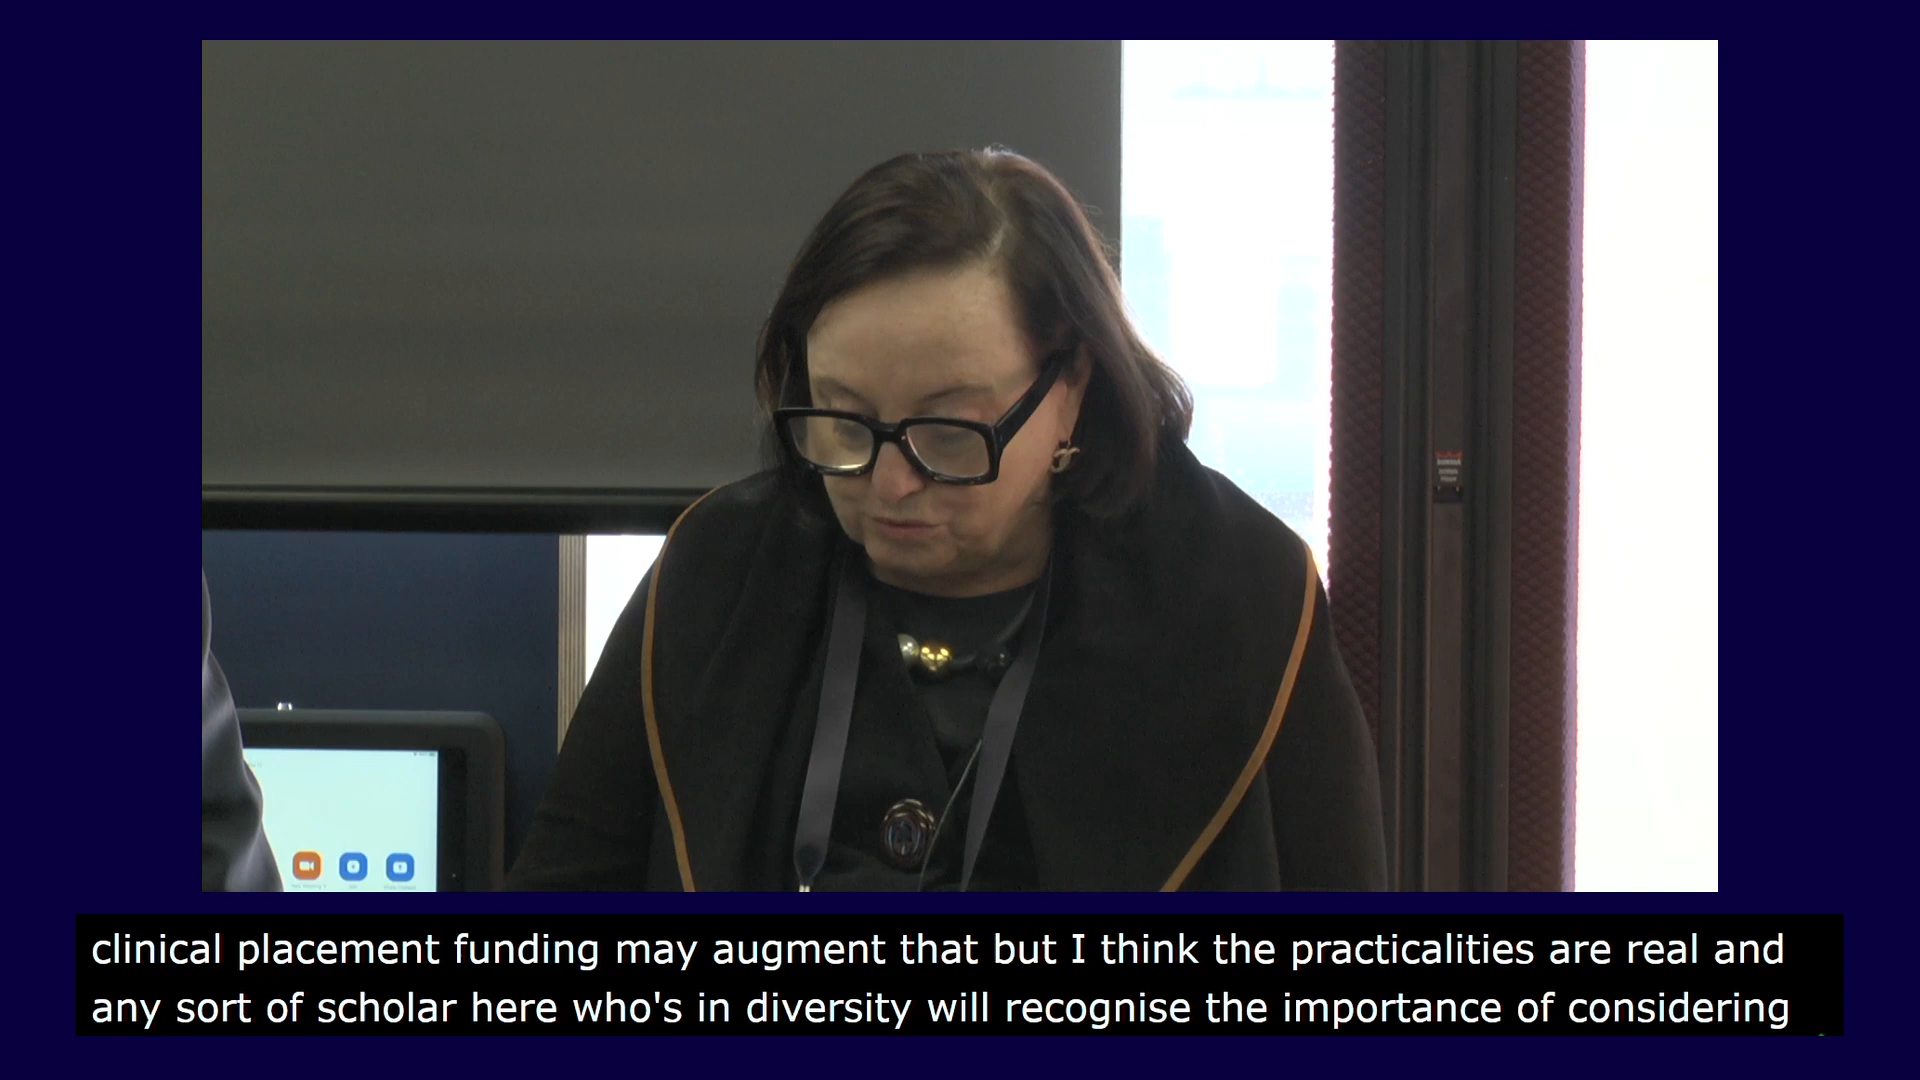 clinical placement funding may augment that but I think the practicalities are real and
any sort of scholar here who's in diversity will recognise the importance of considering